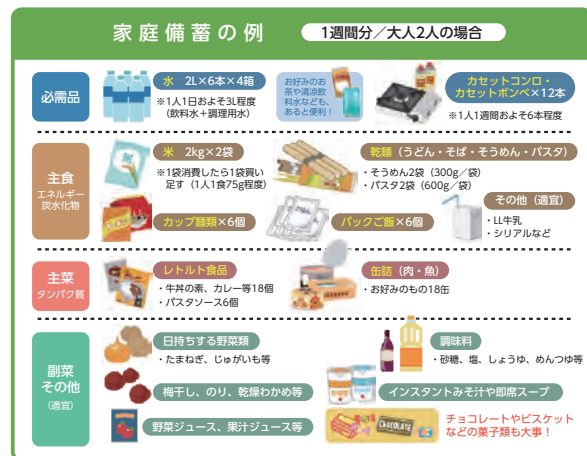 家庭備蓄の例 1週間分／大人2人の場合
必需品
水 2L×6本×4箱
※1人1日およそ3L程度
（飲料水＋調理用水）
お好みのお
茶や清涼飲
料水なども、
あると便利！
カセットコンロ・
カセットボンベ×12本
※1人1週間およそ6本程度
主食
エネルギー
炭水化物
米 2kg×2袋
※1袋消費したら1袋買い
足す（1人1食75g程度）
乾麺（うどん・そば・そうめん・パスタ）
・そうめん2袋（300g／袋）
・パスタ2袋（600g／袋）
カップ麺類×6個
パックご飯×6個
その他（適宜）
・LL牛乳
・シリアルなど
主菜
タンパク質
レトルト食品
・牛丼の素、カレー等18個
・パスタソース6個
缶詰（肉・魚）
・お好みのもの18缶
副菜
その他
（適宜）
日持ちする野菜類
・たまねぎ、じゃがいも等
調味料
・砂糖、塩、しょうゆ、めんつゆ等
梅干し、のり、乾燥わかめ等
インスタントみそ汁や即席スープ
野菜ジュース、果汁ジュース等
CHOCOLATE
チョコレートやビスケット
などの菓子類も大事！